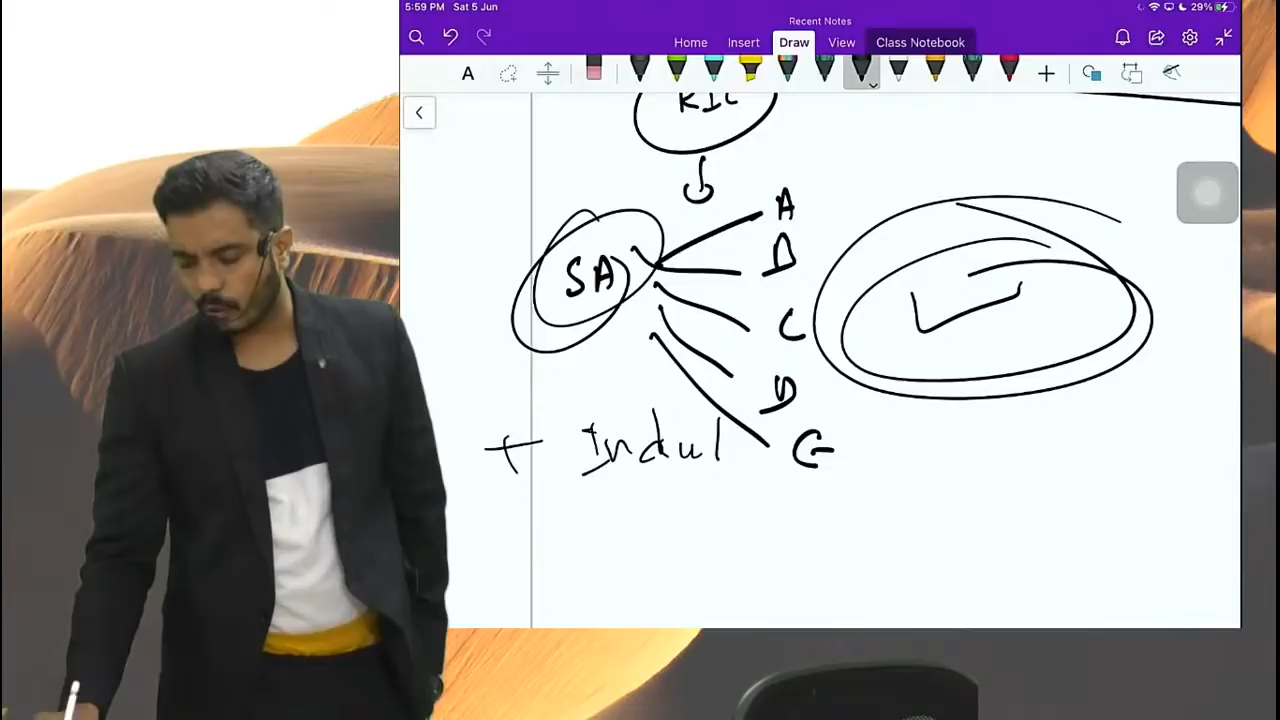 5:59 PM Sat 5 Jun
29%
Recent Notes
Home Insert Draw View Class Notebook
A
A
SA
C
D
+ Indul